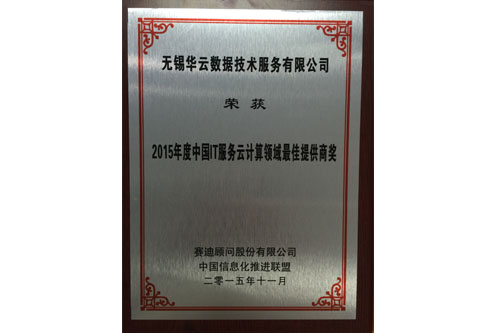 无锡华云数据技术服务有限公司
荣 获
2015年度中国IT服务云计算领域最佳提供商奖
赛迪顾问股份有限公司
中国信息化推进联盟
二零一五年十一月